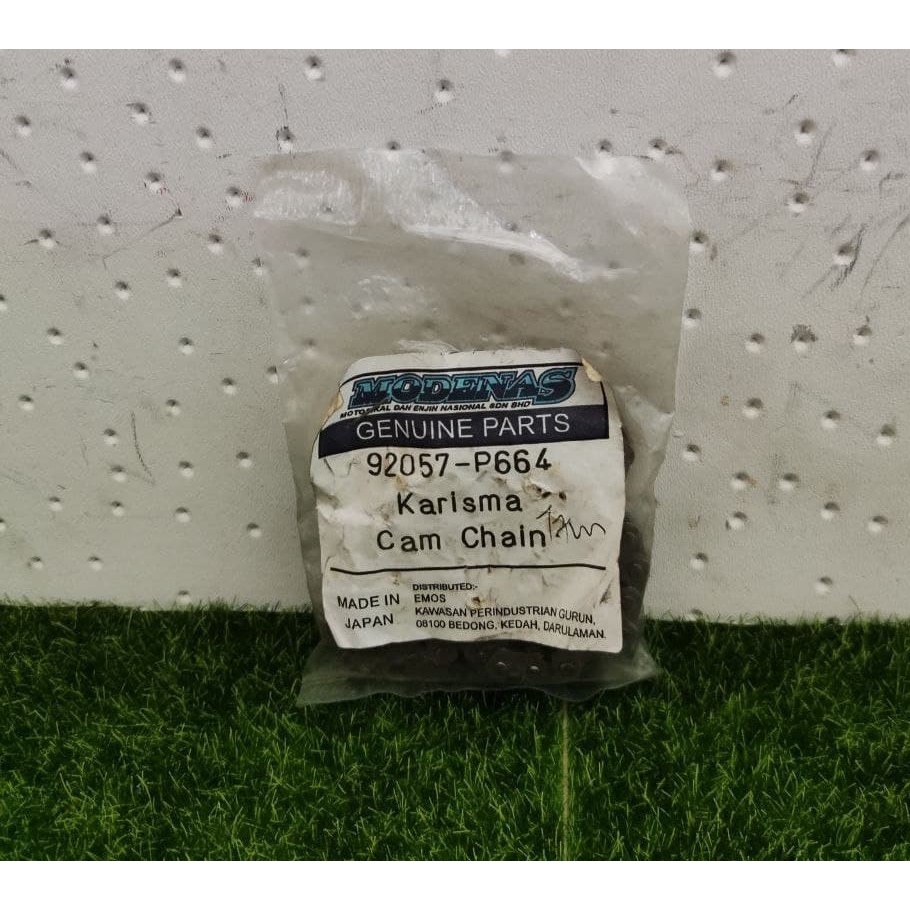 MODENAS
MOTOSIKAL DAN ENJIN NASIONAL SDN BHD
GENUINE PARTS
92057-P664
Karisma
Cam Chain
MADE IN JAPAN
DISTRIBUTED:-
EMOS
KAWASAN PERINDUSTRIAN GURUN,
08100 BEDONG, KEDAH, DARULAMAN.